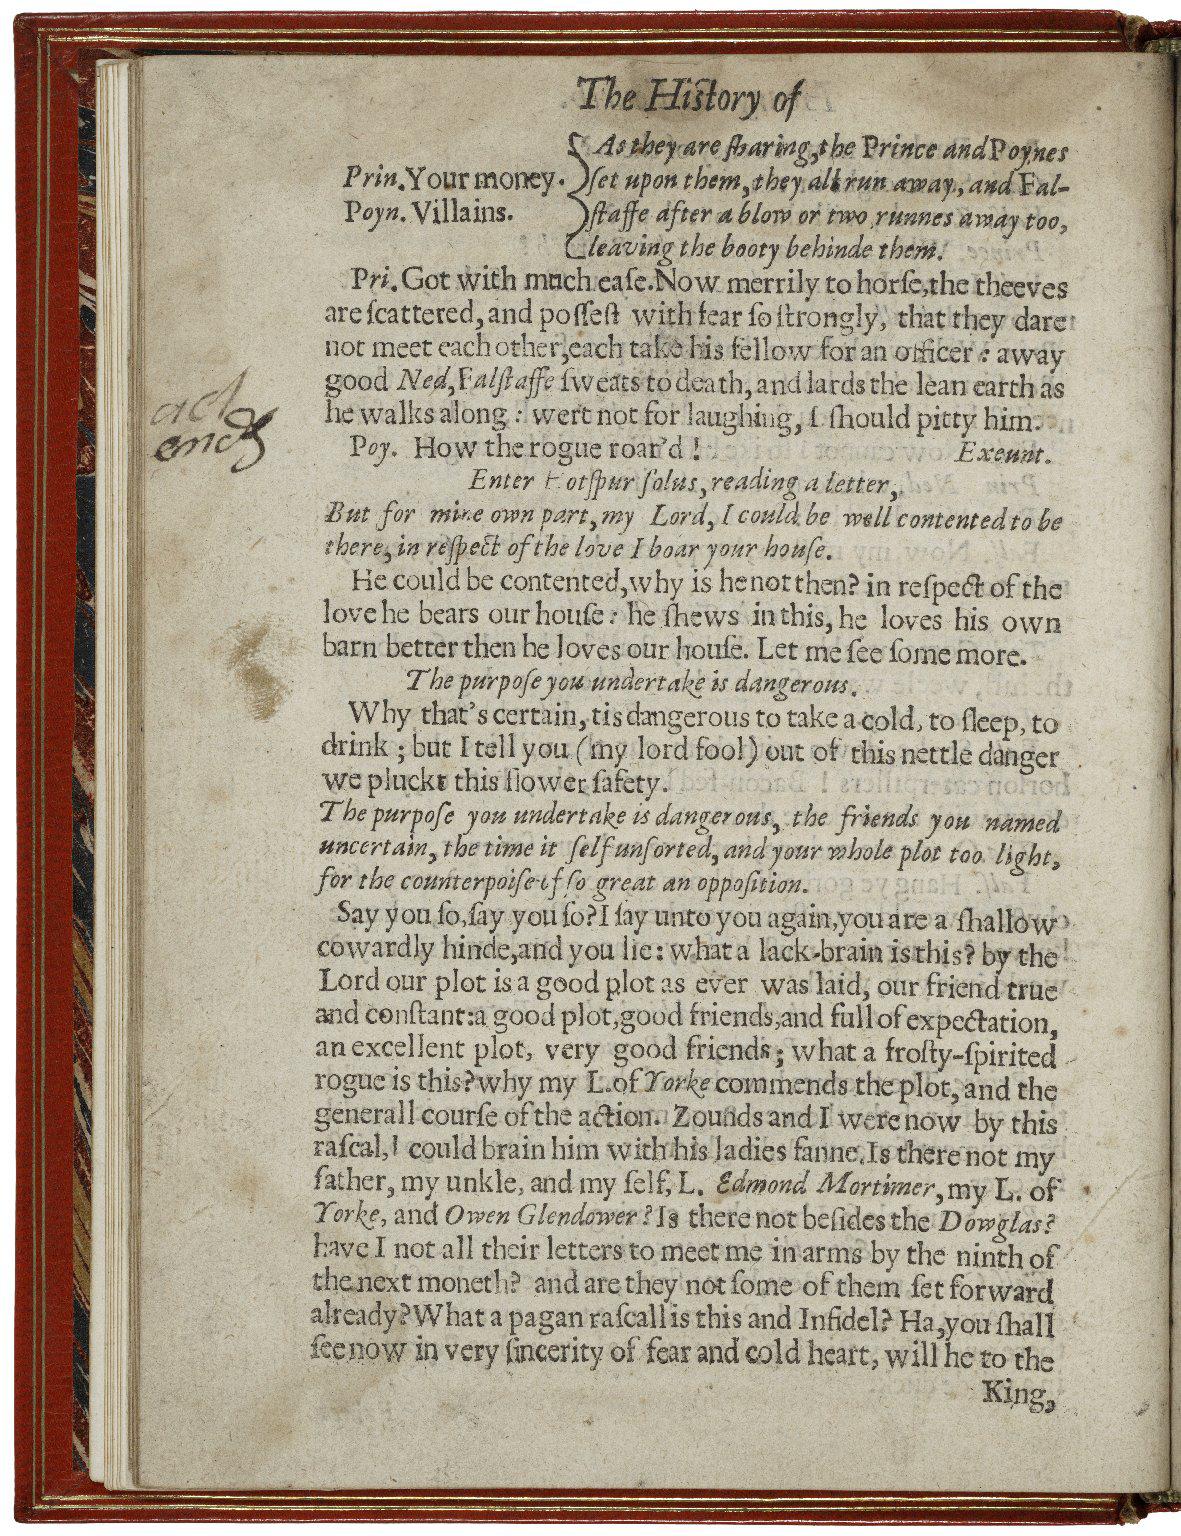 The Hiſtory of
As they are ſharing, the Prince and Poynes
Prin. Your money. ſet upon them, they all run away, and Fal-
Poyn. Villains. ſtaffe after a blow or two runnes away too,
leaving the booty behinde them.
Pri. Got with much eaſe. Now merrily to horſe, the theeves
are ſcattered, and poſſeſt with fear ſo ſtrongly, that they dare
not meet each other, each take his fellow for an officer: away
good Ned, Falſtaffe ſweats to death, and lards the lean earth as
he walks along: wert not for laughing, I ſhould pitty him.
act
ends
Poy. How the rogue roar'd! Exeunt.
Enter Hotſpur ſolus, reading a letter,
But for mine own part, my Lord, I could be well contented to be
there, in reſpect of the love I boar your houſe.
He could be contented, why is he not then? in reſpect of the
love he bears our houſe: he ſhews in this, he loves his own
barn better then he loves our houſe. Let me ſee ſome more.
The purpoſe you undertake is dangerous.
Why that's certain, tis dangerous to take a cold, to ſleep, to
drink; but I tell you (my lord fool) out of this nettle danger
we pluckt this flower ſafety.
The purpoſe you undertake is dangerous, the friends you named
uncertain, the time it ſelf unſorted, and your whole plot too light,
for the counterpoiſe of ſo great an oppoſition.
Say you ſo, ſay you ſo? I ſay unto you again, you are a ſhallow
cowardly hinde, and you lie: what a lack-brain is this? by the
Lord our plot is a good plot as ever was laid, our friend true
and conſtant: a good plot, good friends, and full of expectation,
an excellent plot, very good friends; what a froſty-ſpirited
rogue is this? why my L. of Yorke commends the plot, and the
generall courſe of the action. Zounds and I were now by this
raſcal, I could brain him with his ladies fanne. Is there not my
father, my unkle, and my ſelf, L. Edmond Mortimer, my L. of
Yorke, and Owen Glendower? Is there not beſides the Dowglas?
have I not all their letters to meet me in arms by the ninth of
the next moneth? and are they not ſome of them ſet forward
already? What a pagan raſcall is this and Infidel? Ha, you ſhall
ſee now in very ſincerity of fear and cold heart, will he to the
King,